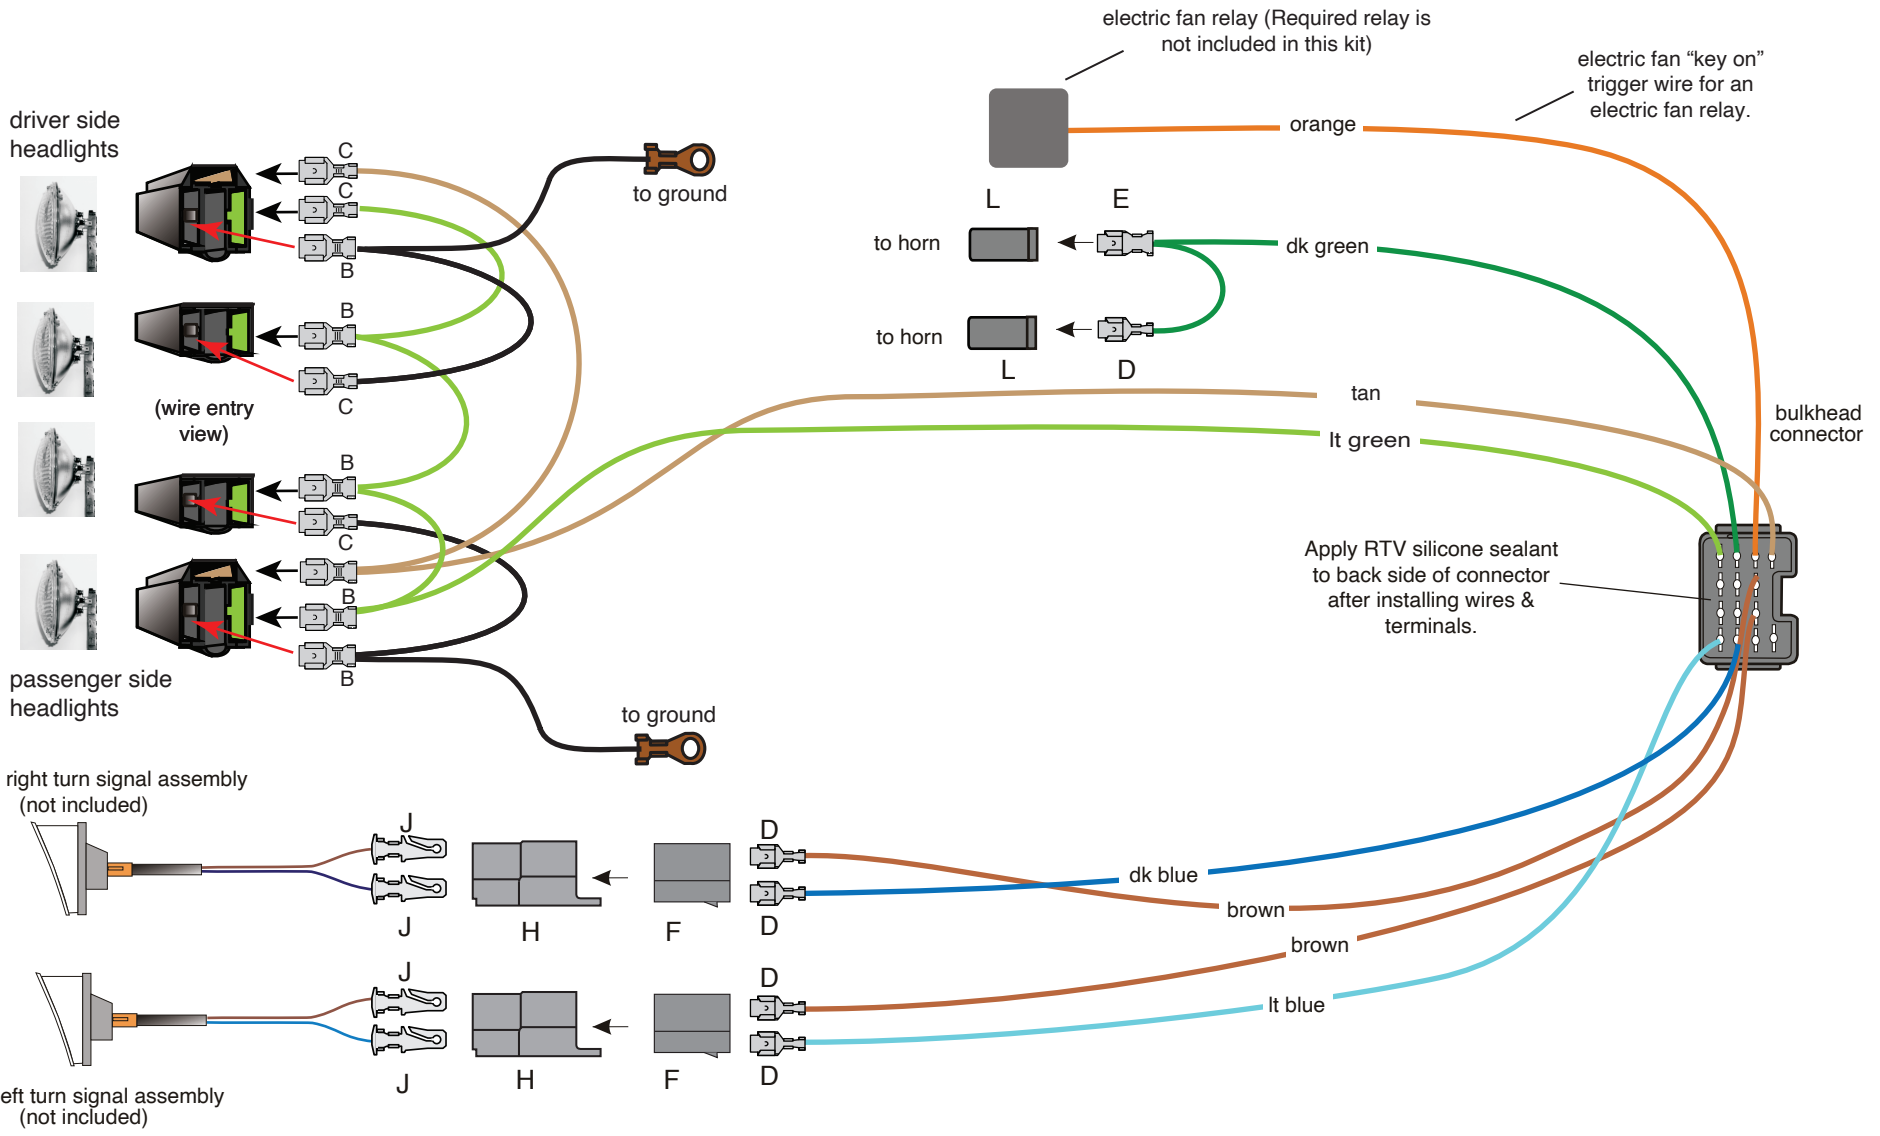 electric fan relay (Required relay is
not included in this kit)
electric fan “key on”
trigger wire for an
electric fan relay.
driver side
headlights
C
C
B
to ground
orange
L
E
to horn
dk green
to horn
L
D
B
C
(wire entry
view)
tan
lt green
bulkhead
connector
B
C
B
B
Apply RTV silicone sealant
to back side of connector
after installing wires &
terminals.
passenger side
headlights
to ground
right turn signal assembly
(not included)
J
J
H
F
D
D
dk blue
brown
brown
J
J
H
F
D
D
lt blue
eft turn signal assembly
(not included)